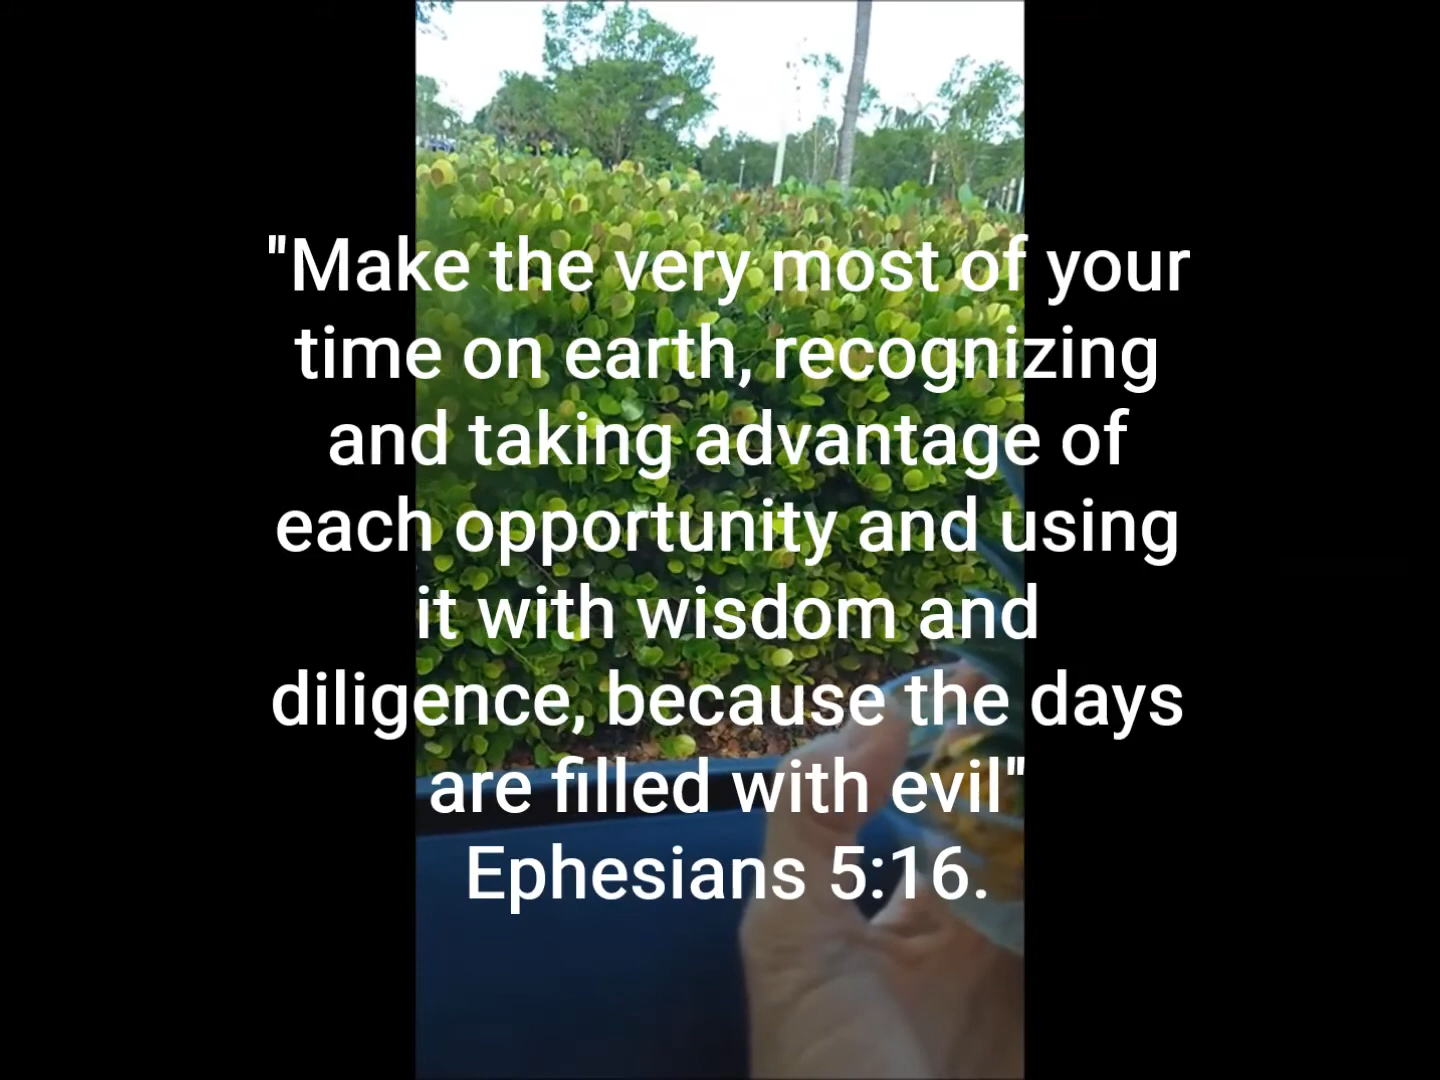 "Make the very most of your
time on earth, recognizing
and taking advantage of
each opportunity and using
it with wisdom and
diligence, because the days
are filled with evil"
Ephesians 5:16.